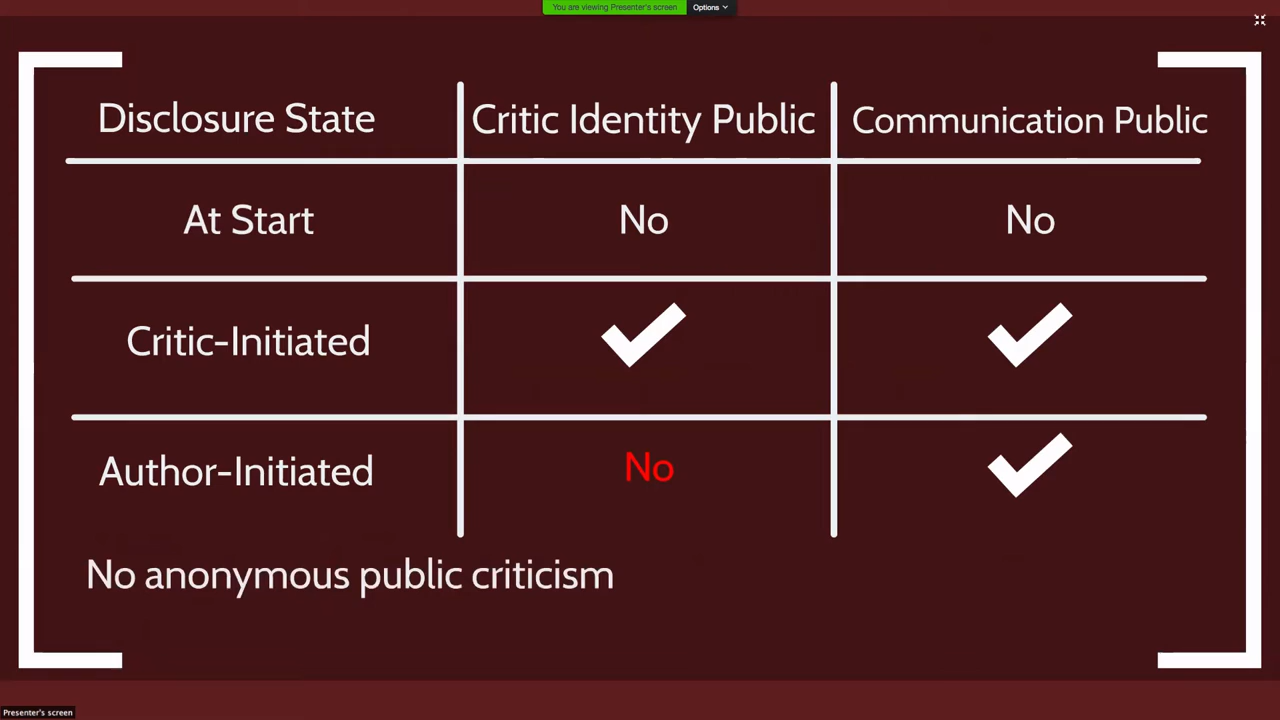 You are viewing Presenter's screen Options
Disclosure State Critic Identity Public Communication Public
At Start No No
Critic-Initiated
Author-Initiated No
No anonymous public criticism
Presenter's screen